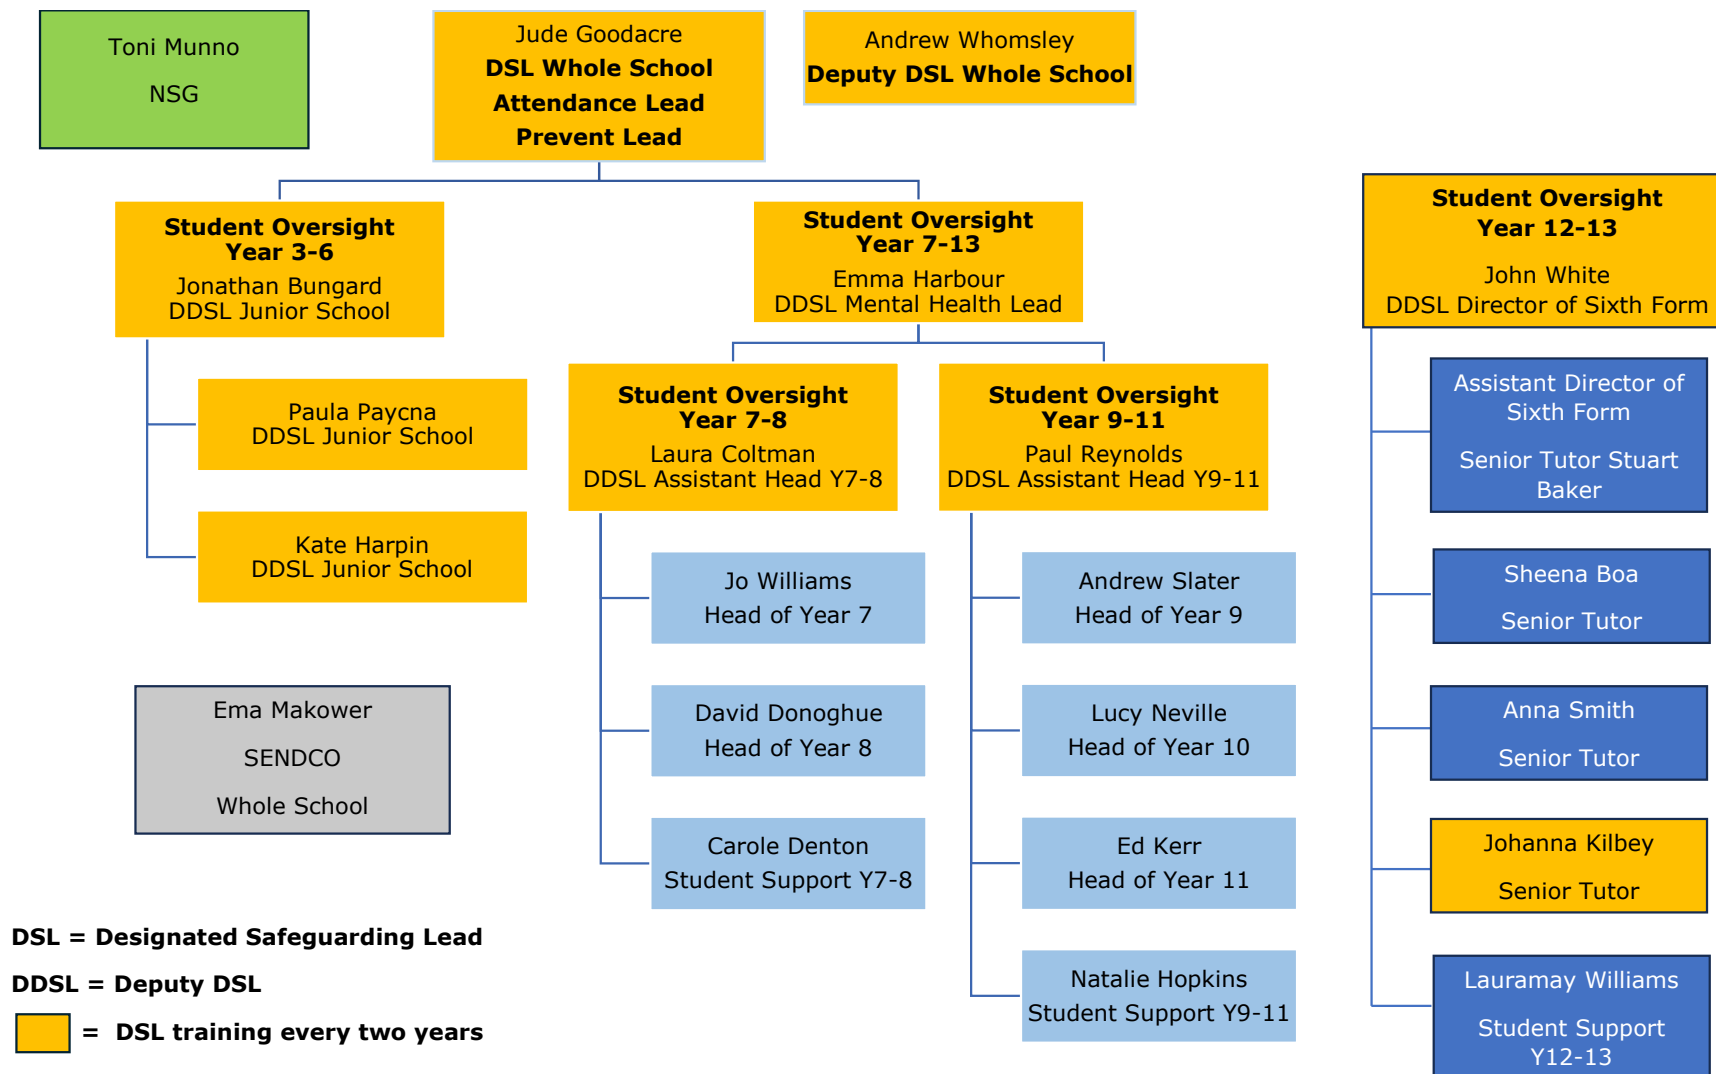 Toni Munno
NSG
Jude Goodacre
DSL Whole School
Attendance Lead
Prevent Lead
Andrew Whomsley
Deputy DSL Whole School
Student Oversight
Year 3-6
Jonathan Bungard
DDSL Junior School
Paula Paycna
DDSL Junior School
Kate Harpin
DDSL Junior School
Student Oversight
Year 7-13
Emma Harbour
DDSL Mental Health Lead
Student Oversight
Year 7-8
Laura Coltman
DDSL Assistant Head Y7-8
Jo Williams
Head of Year 7
David Donoghue
Head of Year 8
Carole Denton
Student Support Y7-8
Student Oversight
Year 9-11
Paul Reynolds
DDSL Assistant Head Y9-11
Andrew Slater
Head of Year 9
Lucy Neville
Head of Year 10
Ed Kerr
Head of Year 11
Natalie Hopkins
Student Support Y9-11
Student Oversight
Year 12-13
John White
DDSL Director of Sixth Form
Assistant Director of
Sixth Form
Senior Tutor Stuart
Baker
Sheena Boa
Senior Tutor
Anna Smith
Senior Tutor
Johanna Kilbey
Senior Tutor
Lauramay Williams
Student Support
Y12-13
Ema Makower
SENDCO
Whole School
DSL = Designated Safeguarding Lead
DDSL = Deputy DSL
= DSL training every two years